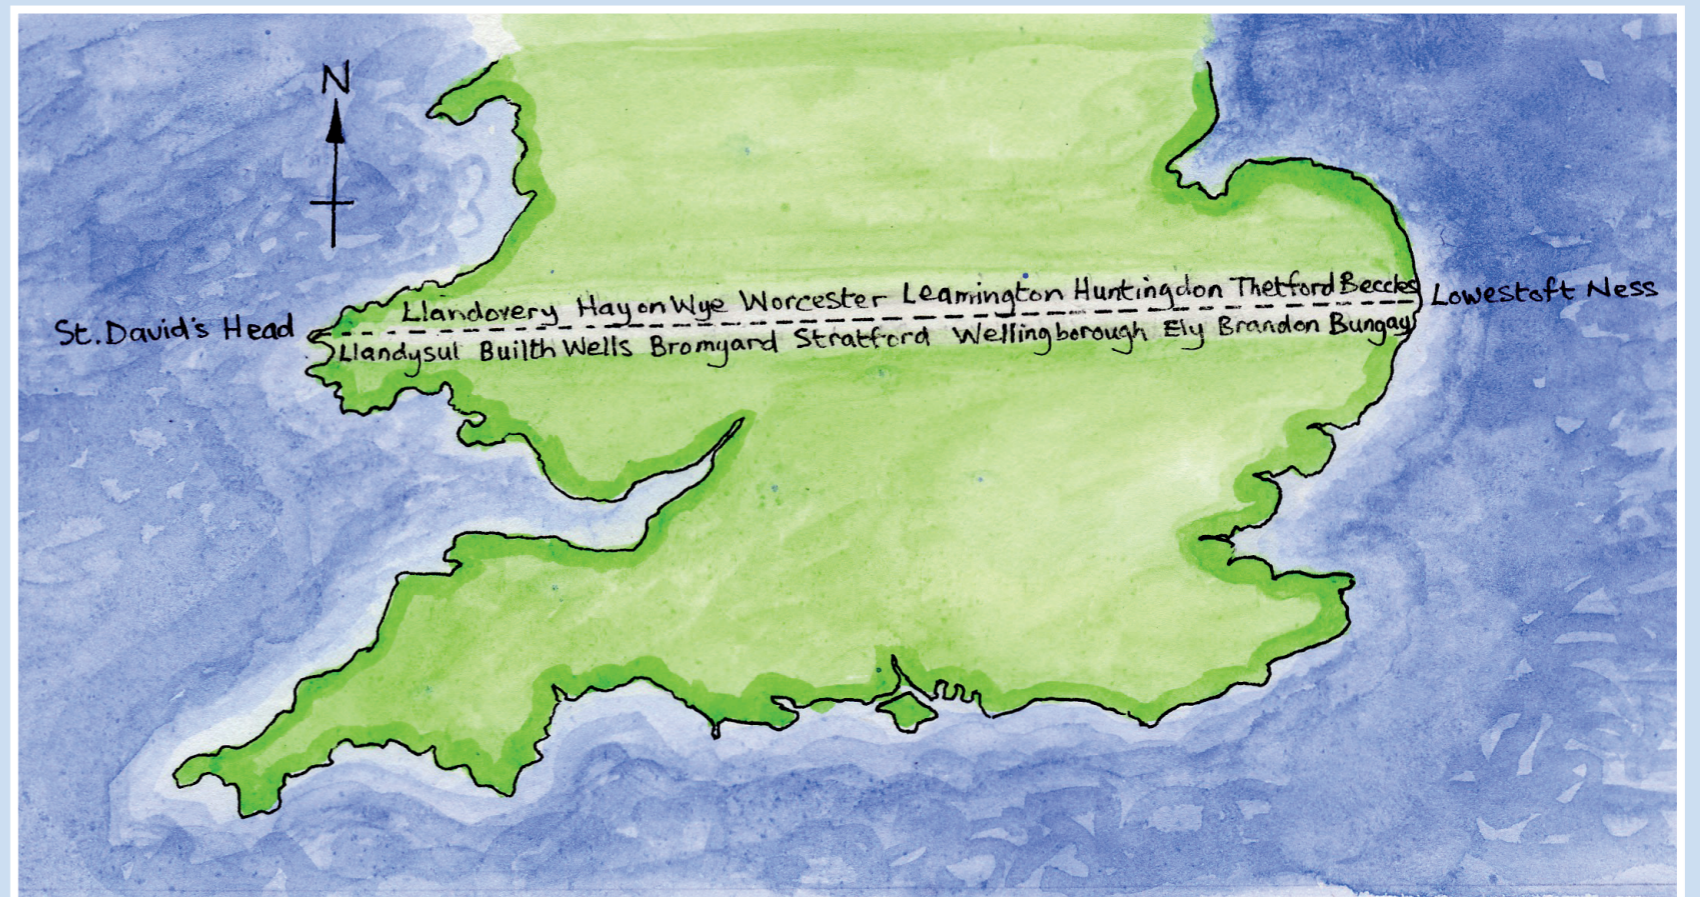 N
Llandovery Hay on Wye Worcester Leamington Huntingdon Thetford Beccles
St. David's Head
Lowestoft Ness
Llandysul Builth Wells Bromyard Stratford Wellingborough Ely Brandon Bungay